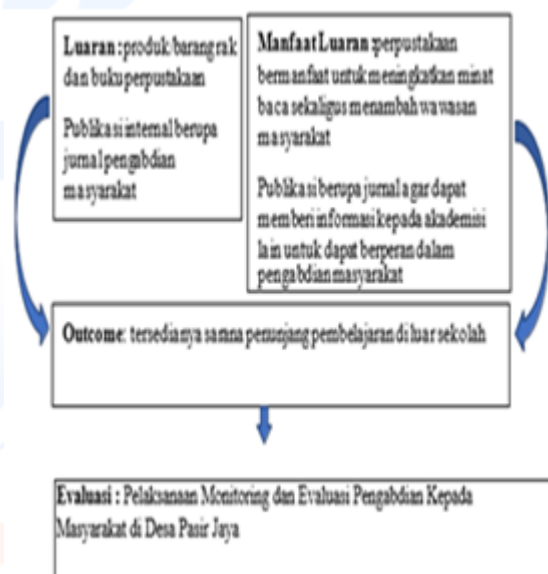 Luaran : produk/barang rak
dan buku perpustakaan
Publikasi internal berupa
jurnal pengabdian
masyarakat
Manfaat Luaran :perpustakaan
bermanfaat untuk meningkatkan minat
baca sekaligus menambah wawasan
masyarakat
Publikasi berupa jurnal agar dapat
memberi informasi kepada akademisi
lain untuk dapat berperan dalam
pengabdian masyarakat
Outcome: tersedianya sarana penunjang pembelajaran di luar sekolah
Evaluasi : Pelaksanaan Monitoring dan Evaluasi Pengabdian Kepada
Masyarakat di Desa Pasir Jaya